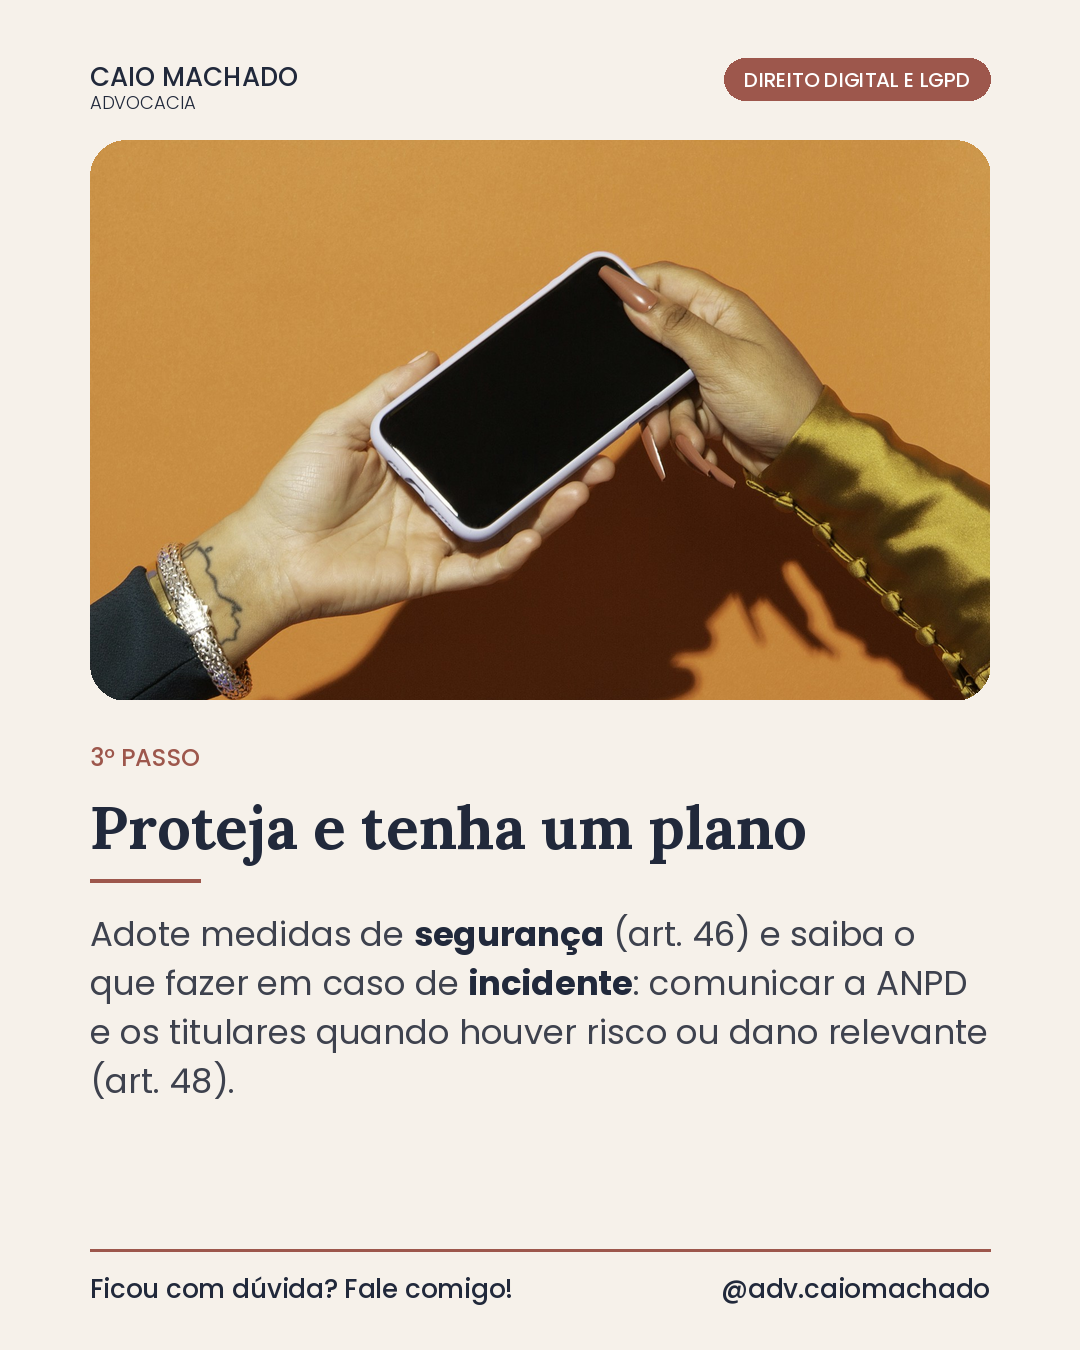 CAIO MACHADO
ADVOCACIA
DIREITO DIGITAL E LGPD
3º PASSO
Proteja e tenha um plano
Adote medidas de segurança (art. 46) e saiba o
que fazer em caso de incidente: comunicar a ANPD
e os titulares quando houver risco ou dano relevante
(art. 48).
Ficou com dúvida? Fale comigo!
@adv.caiomachado